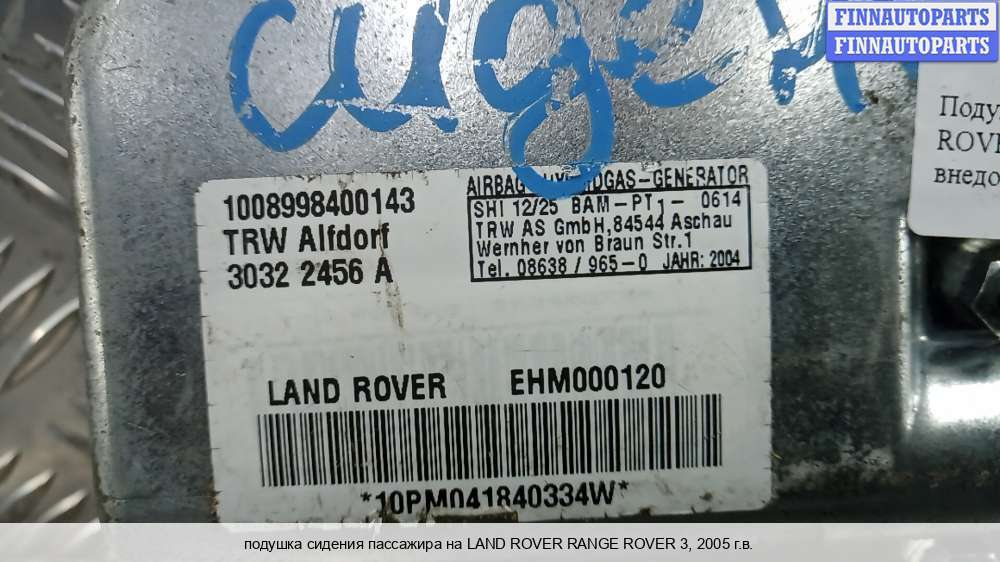 FINNAUTOPARTS
FINNAUTOPARTS
1008998400143
TRW Alfdorf
3032 2456 A
SHI 12/25 BAM-PT1- 0614
TRW AS GmbH, 84544 Aschau
Wernher von Braun Str.1
Tel. 08638 / 965-0 JAHR: 2004
LAND ROVER EHM000120
*10PM041840334W*
подушка сидения пассажира на LAND ROVER RANGE ROVER 3, 2005 г.в.